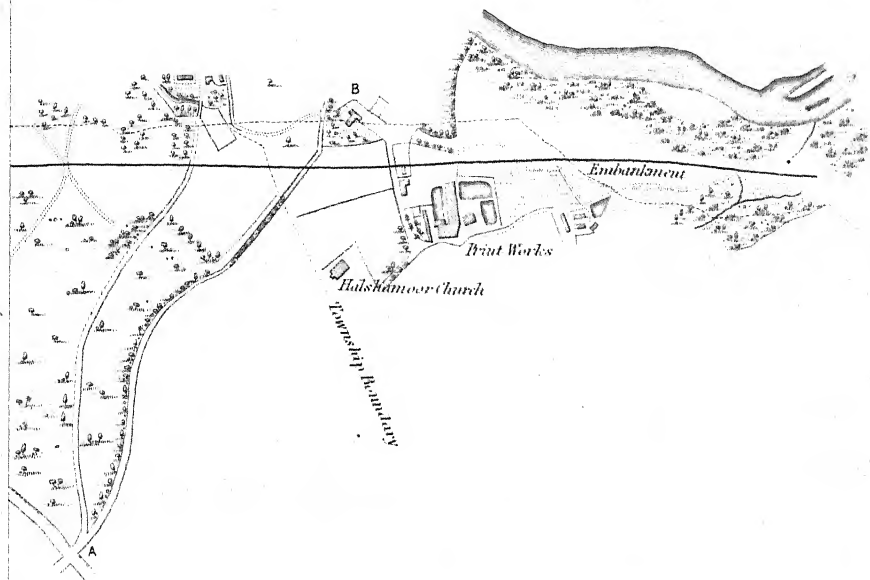 B
Embankment
Print Works
Halshamoor Church
Township Boundary
A